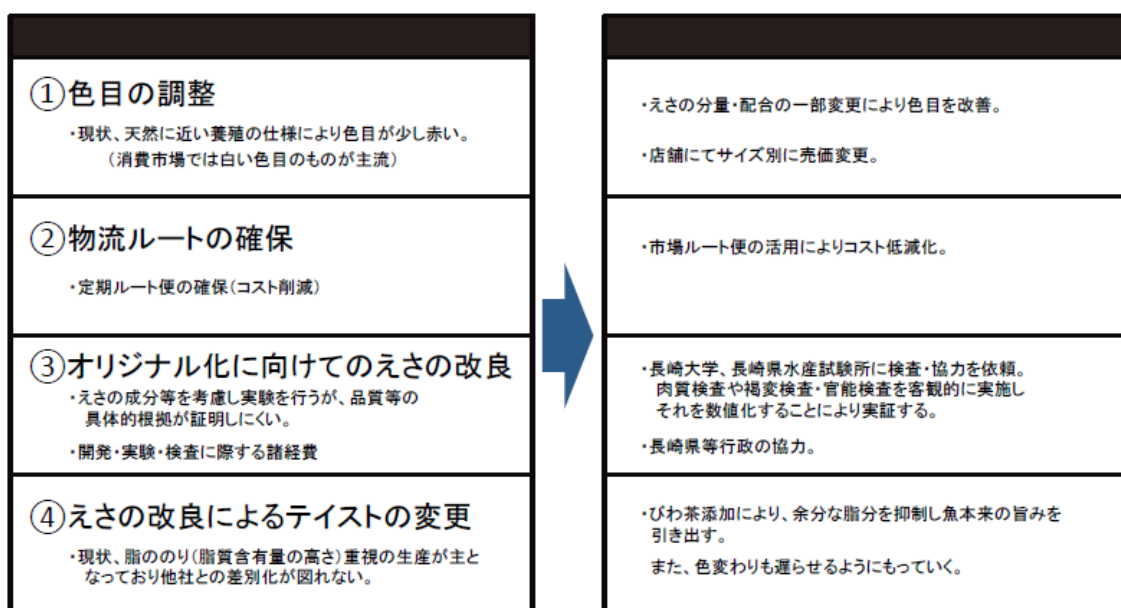 ①色目の調整
・現状、天然に近い養殖の仕様により色目が少し赤い。
(消費市場では白い色目のものが主流)
・えさの分量・配合の一部変更により色目を改善。
・店舗にてサイズ別に売価変更。
②物流ルートの確保
・定期ルート便の確保(コスト削減)
・市場ルート便の活用によりコスト低減化。
③オリジナル化に向けてのえさの改良
・えさの成分等を考慮し実験を行うが、品質等の
具体的根拠が証明しにくい。
・開発・実験・検査に際する諸経費
・長崎大学、長崎県水産試験所に検査・協力を依頼。
肉質検査や褐変検査・官能検査を客観的に実施し
それを数値化することにより実証する。
・長崎県等行政の協力。
④えさの改良によるテイストの変更
・現状、脂ののり(脂質含有量の高さ)重視の生産が主と
なっており他社との差別化が図れない。
・びわ茶添加により、余分な脂分を抑制し魚本来の旨みを
引き出す。
また、色変わりも遅らせるようにもっていく。